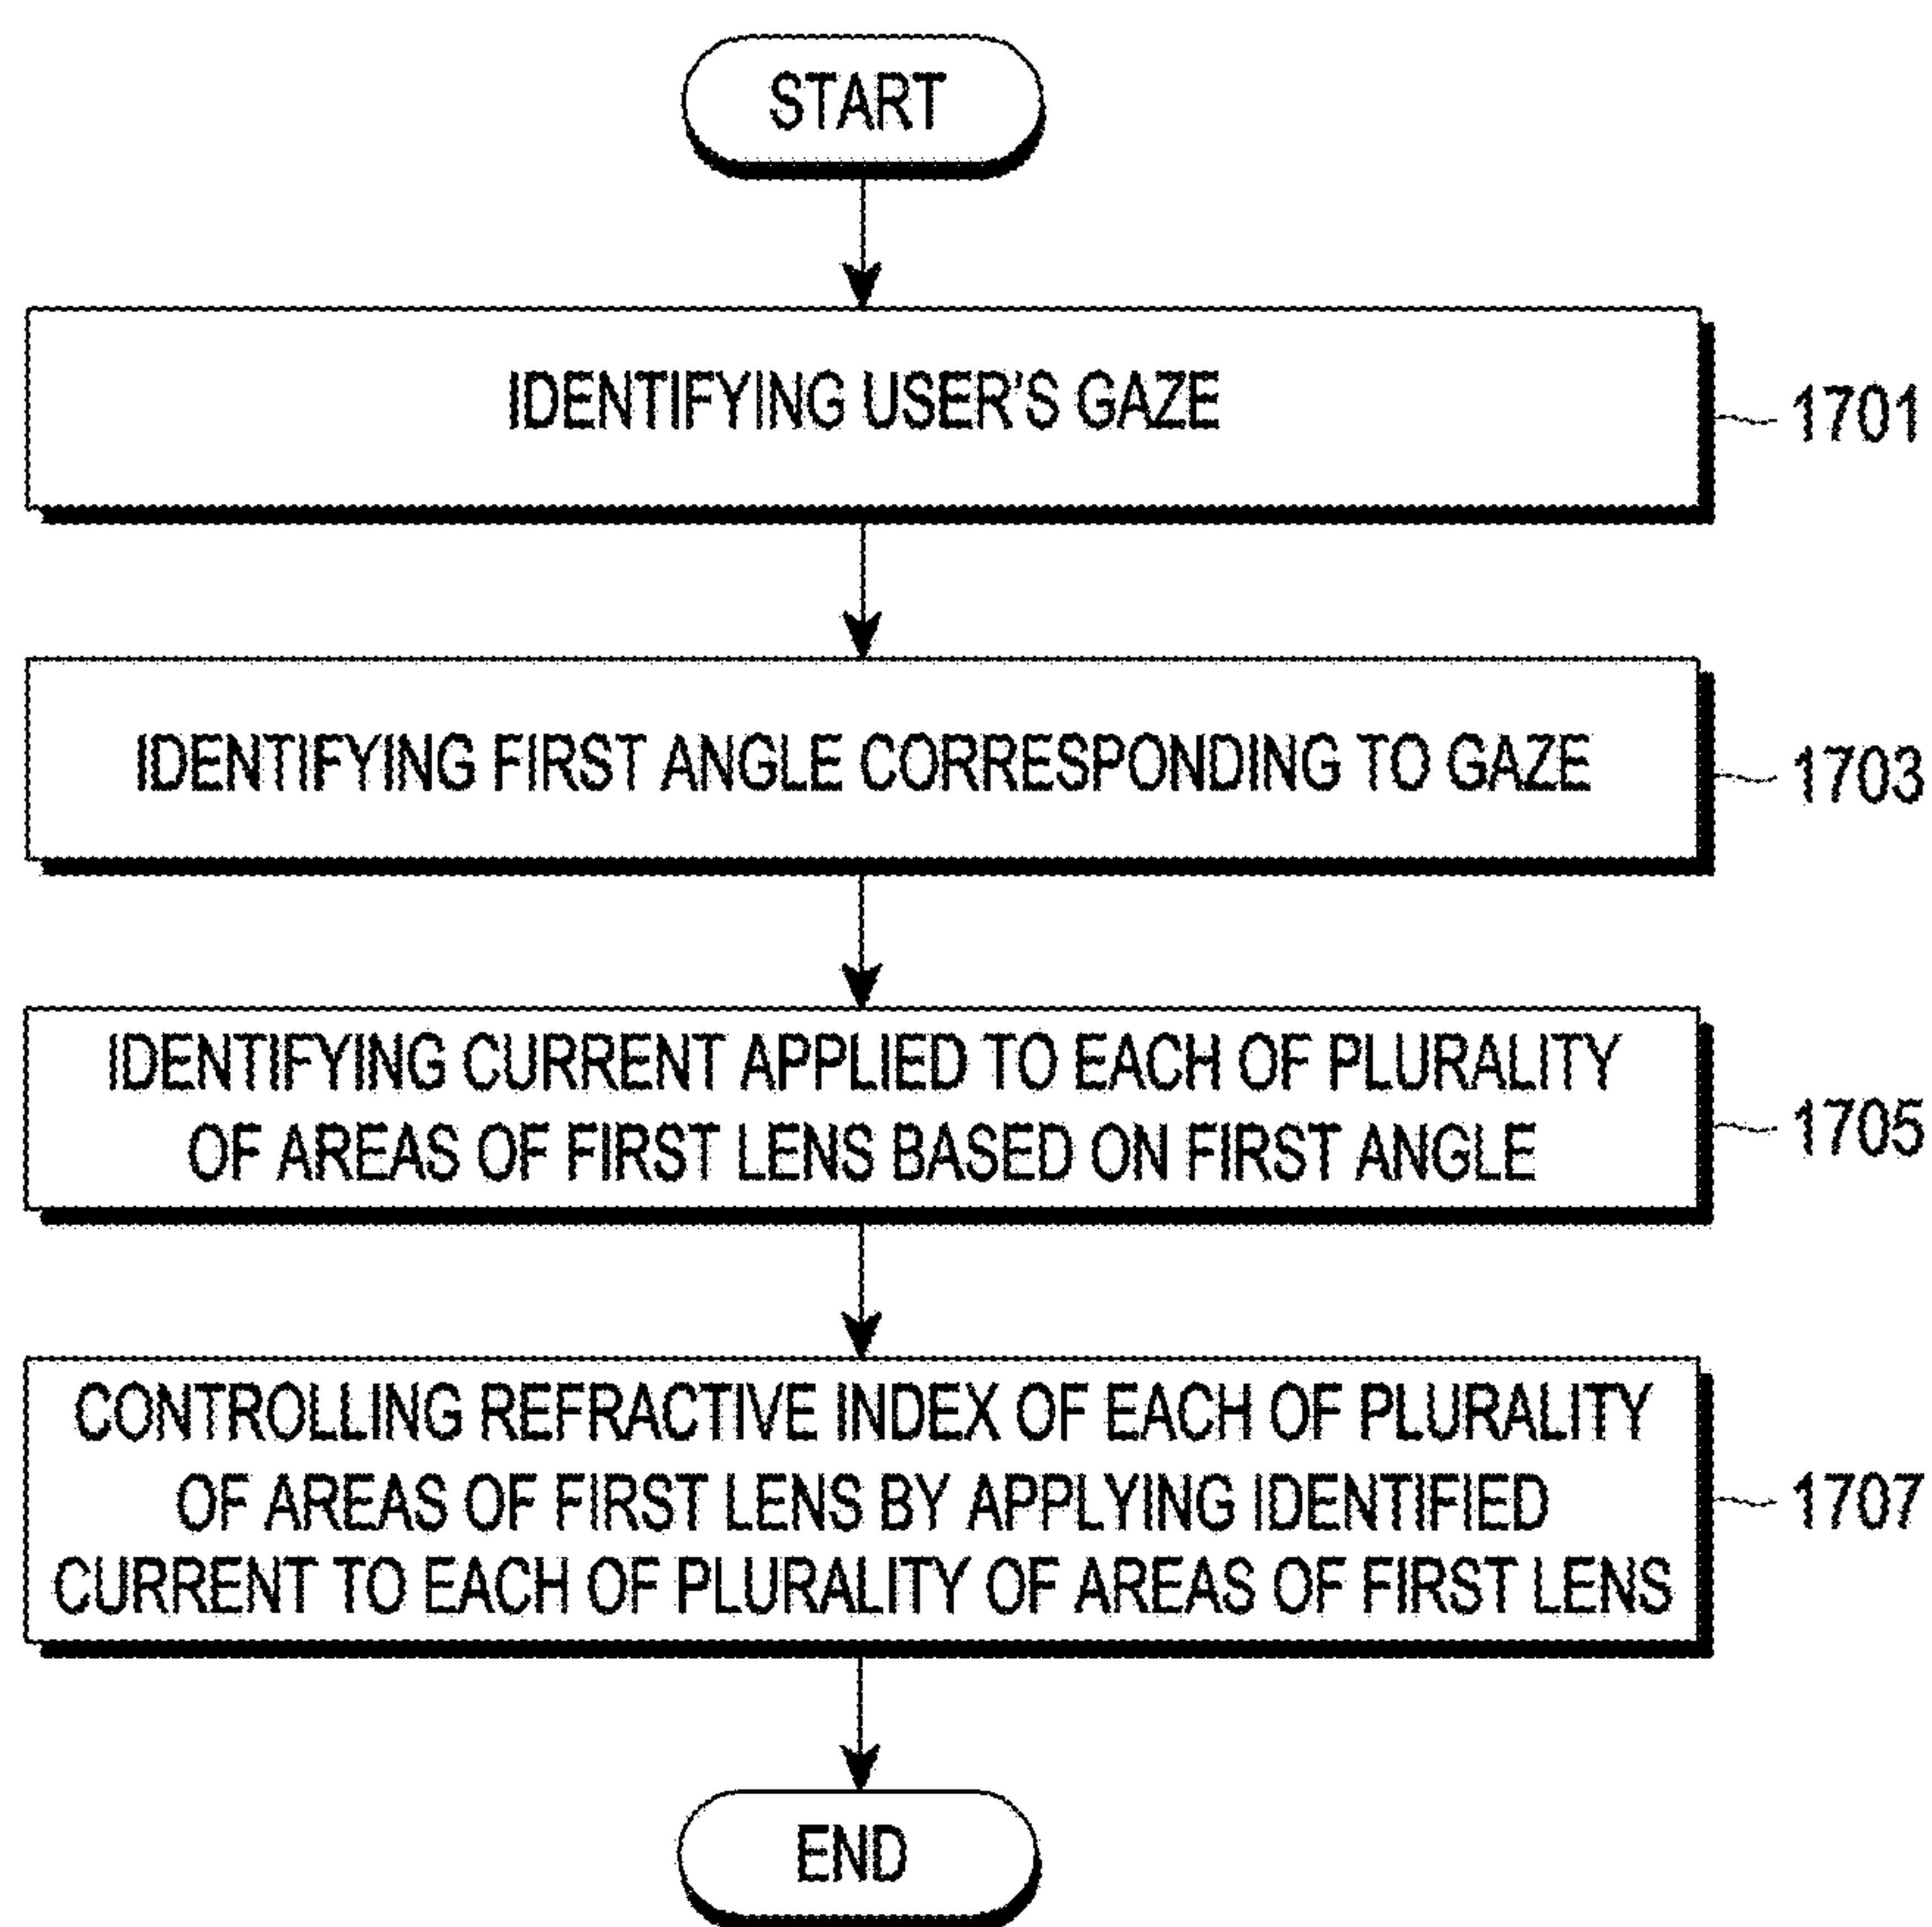 START
IDENTIFYING USER'S GAZE
1701
IDENTIFYING FIRST ANGLE CORRESPONDING TO GAZE
1703
IDENTIFYING CURRENT APPLIED TO EACH OF PLURALITY
OF AREAS OF FIRST LENS BASED ON FIRST ANGLE
1705
CONTROLLING REFRACTIVE INDEX OF EACH OF PLURALITY
OF AREAS OF FIRST LENS BY APPLYING IDENTIFIED
CURRENT TO EACH OF PLURALITY OF AREAS OF FIRST LENS
1707
END